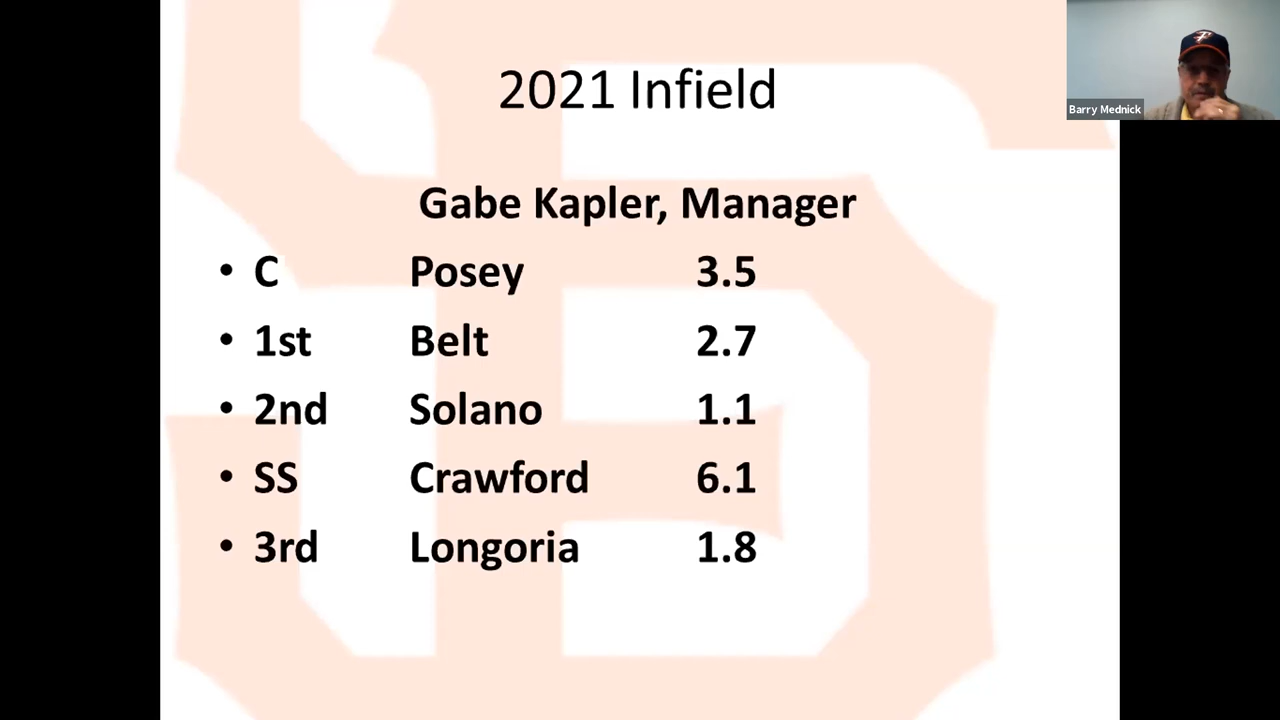 2021 Infield
Barry Mednick
Gabe Kapler, Manager
• C Posey 3.5
• 1st Belt 2.7
• 2nd Solano 1.1
• SS Crawford 6.1
• 3rd Longoria 1.8